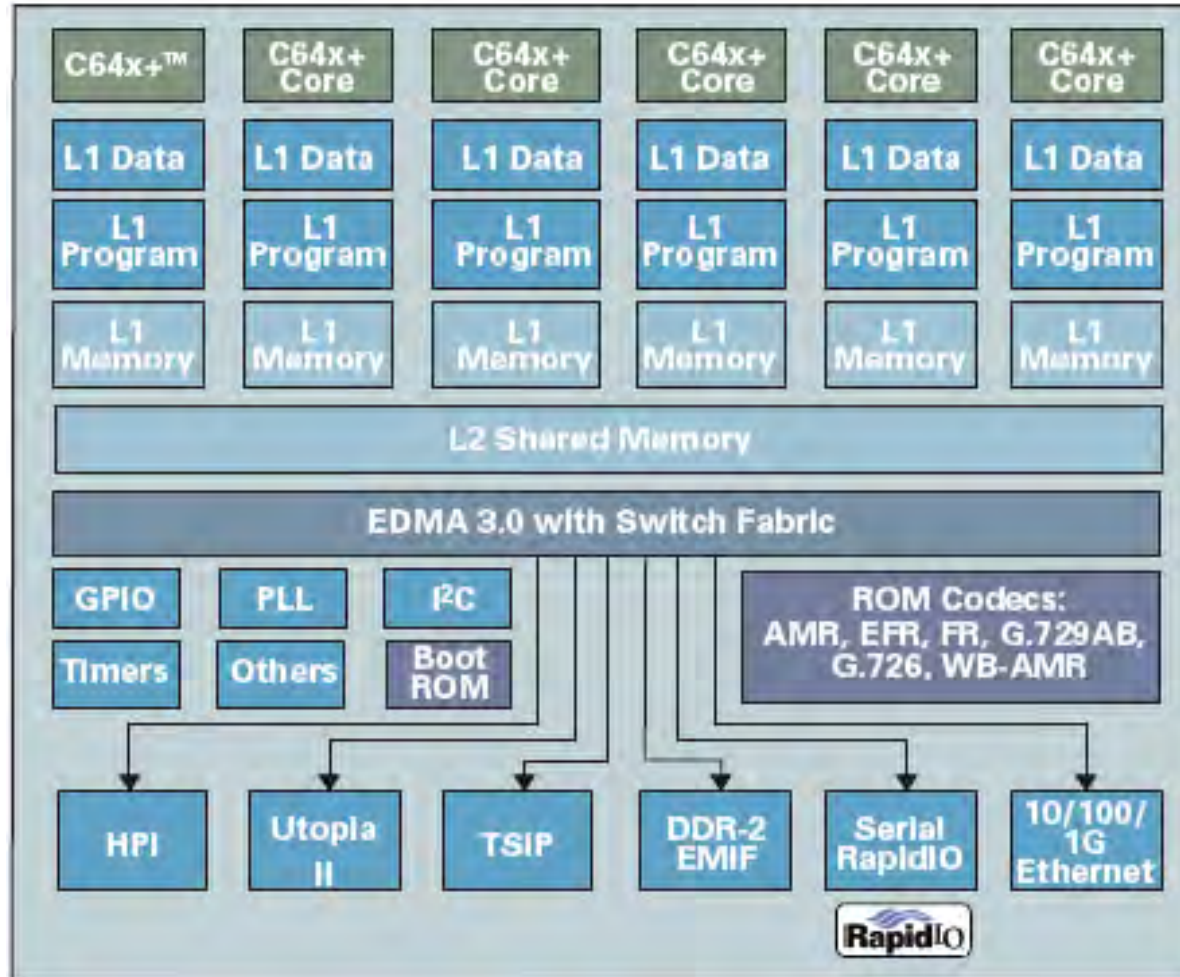 C64x+™
C64x+
Core
C64x+
Core
C64x+
Core
C64x+
Core
C64x+
Core
L1 Data
L1 Data
L1 Data
L1 Data
L1 Data
L1 Data
L1
Program
L1
Program
L1
Program
L1
Program
L1
Program
L1
Program
L1
Memory
L1
Memory
L1
Memory
L1
Memory
L1
Memory
L1
Memory
L2 Shared Memory
EDMA 3.0 with Switch Fabric
GPIO
PLL
I²C
ROM Codecs:
AMR, EFR, FR, G.729AB,
G.726, WB-AMR
Timers
Others
Boot
ROM
HPI
Utopia
II
TSIP
DDR-2
EMIF
Serial
RapidIO
10/100/
1G
Ethernet
RapidIO